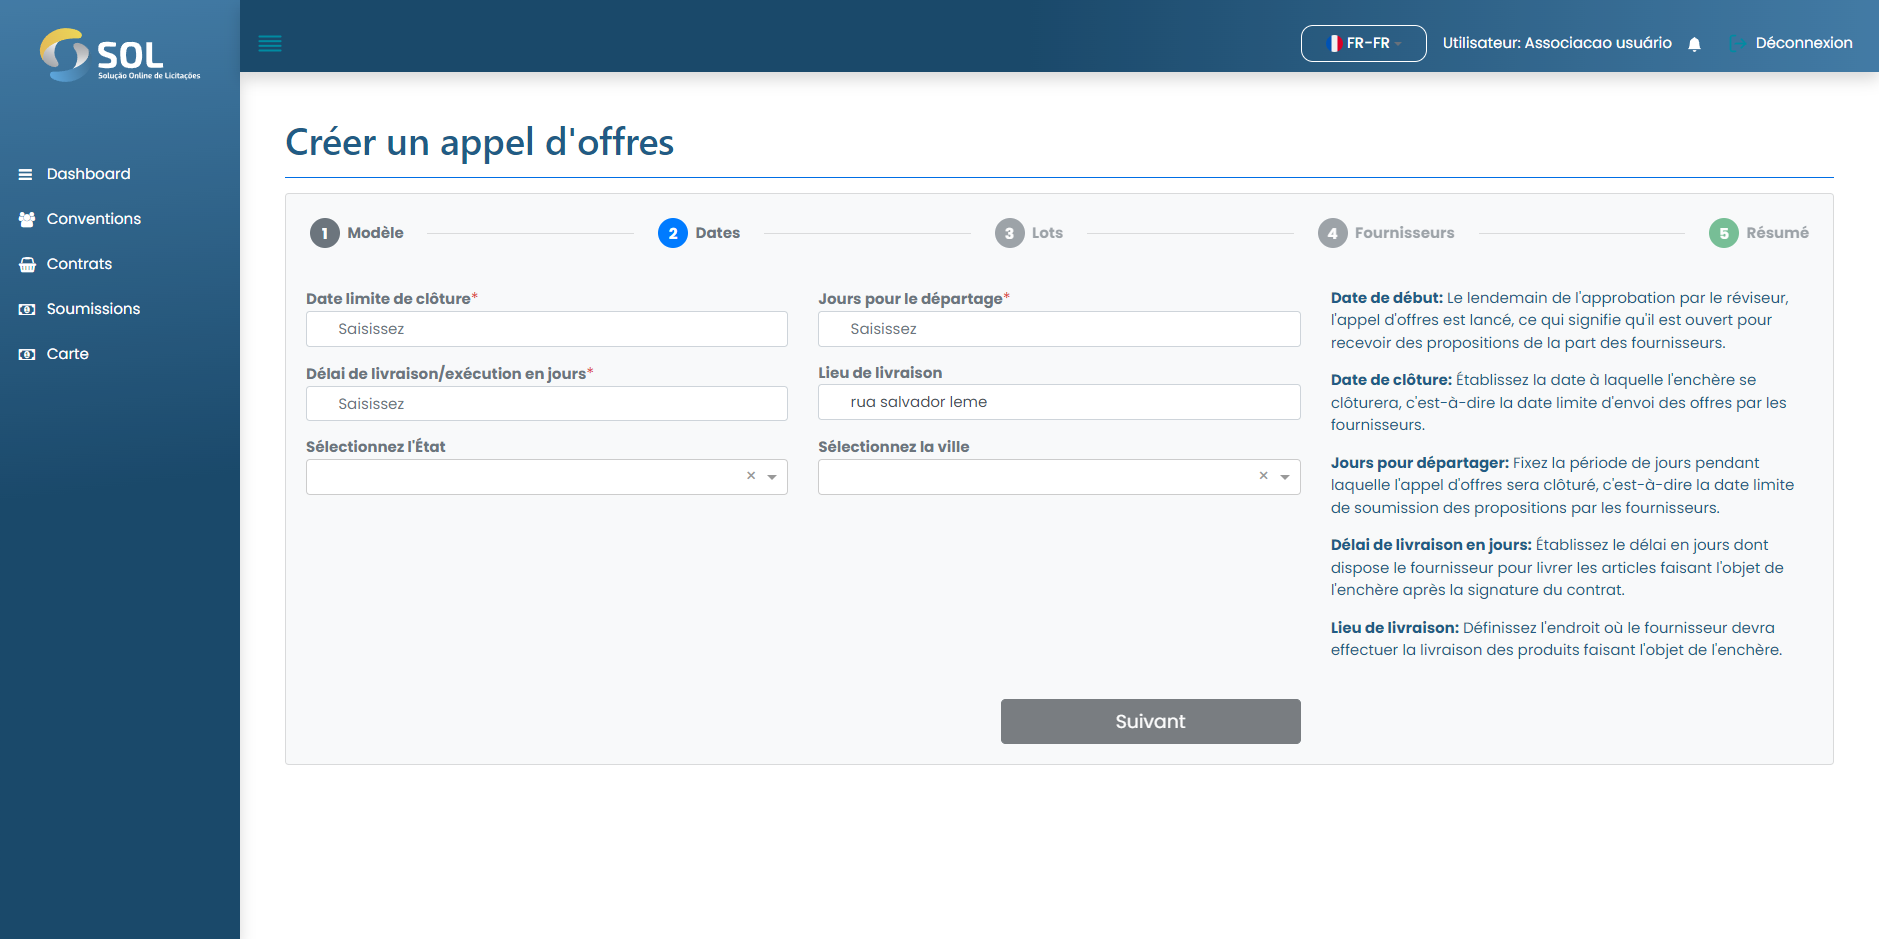 SOL
Solução Online de Licitações
FR-FR
Utilisateur: Associacao usuário
Déconnexion
Dashboard
Conventions
Contrats
Soumissions
Carte
Créer un appel d'offres
1 Modèle
2 Dates
3 Lots
4 Fournisseurs
5 Résumé
Date limite de clôture*
Saisissez
Jours pour le départage*
Saisissez
Délai de livraison/exécution en jours*
Saisissez
Lieu de livraison
rua salvador leme
Sélectionnez l'État
×
Sélectionnez la ville
×
Date de début: Le lendemain de l'approbation par le réviseur,
l'appel d'offres est lancé, ce qui signifie qu'il est ouvert pour
recevoir des propositions de la part des fournisseurs.
Date de clôture: Établissez la date à laquelle l'enchère se
clôturera, c'est-à-dire la date limite d'envoi des offres par les
fournisseurs.
Jours pour départager: Fixez la période de jours pendant
laquelle l'appel d'offres sera clôturé, c'est-à-dire la date limite
de soumission des propositions par les fournisseurs.
Délai de livraison en jours: Établissez le délai en jours dont
dispose le fournisseur pour livrer les articles faisant l'objet de
l'enchère après la signature du contrat.
Lieu de livraison: Définissez l'endroit où le fournisseur devra
effectuer la livraison des produits faisant l'objet de l'enchère.
Suivant